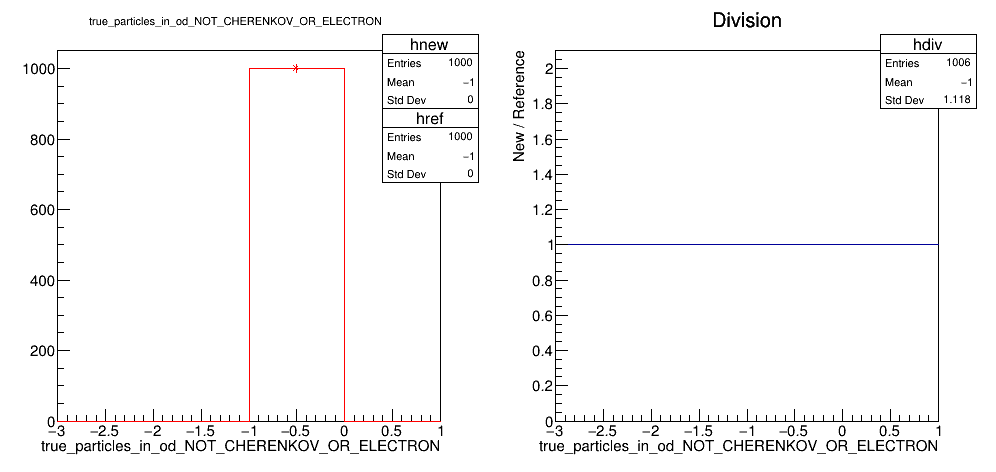 true_particles_in_od_NOT_CHERENKOV_OR_ELECTRON
hnew
Entries 1000
Mean −1
Std Dev 0
href
Entries 1000
Mean −1
Std Dev 0
1000
800
600
400
200
0
−3 −2.5 −2 −1.5 −1 −0.5 0 0.5 1
true_particles_in_od_NOT_CHERENKOV_OR_ELECTRON
Division
hdiv
Entries 1006
Mean −1
Std Dev 1.118
New / Reference
2
1.8
1.6
1.4
1.2
1
0.8
0.6
0.4
0.2
0
−3 −2.5 −2 −1.5 −1 −0.5 0 0.5 1
true_particles_in_od_NOT_CHERENKOV_OR_ELECTRON